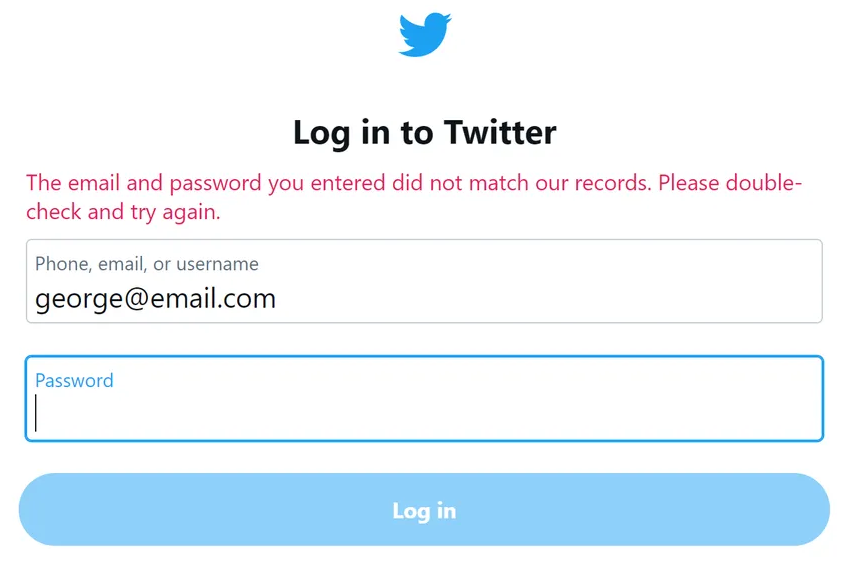 Log in to Twitter
The email and password you entered did not match our records. Please double-
check and try again.
Phone, email, or username
george@email.com
Password
Log in